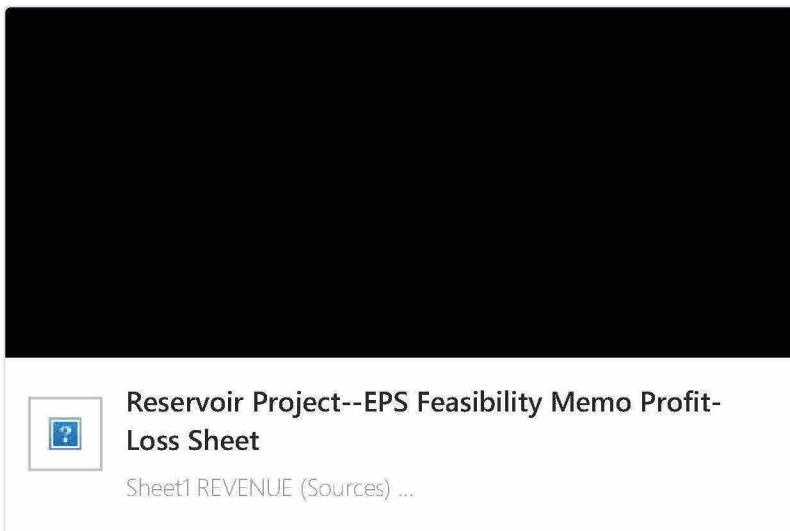 Reservoir Project--EPS Feasibility Memo Profit-
Loss Sheet
Sheet1 REVENUE (Sources) ...